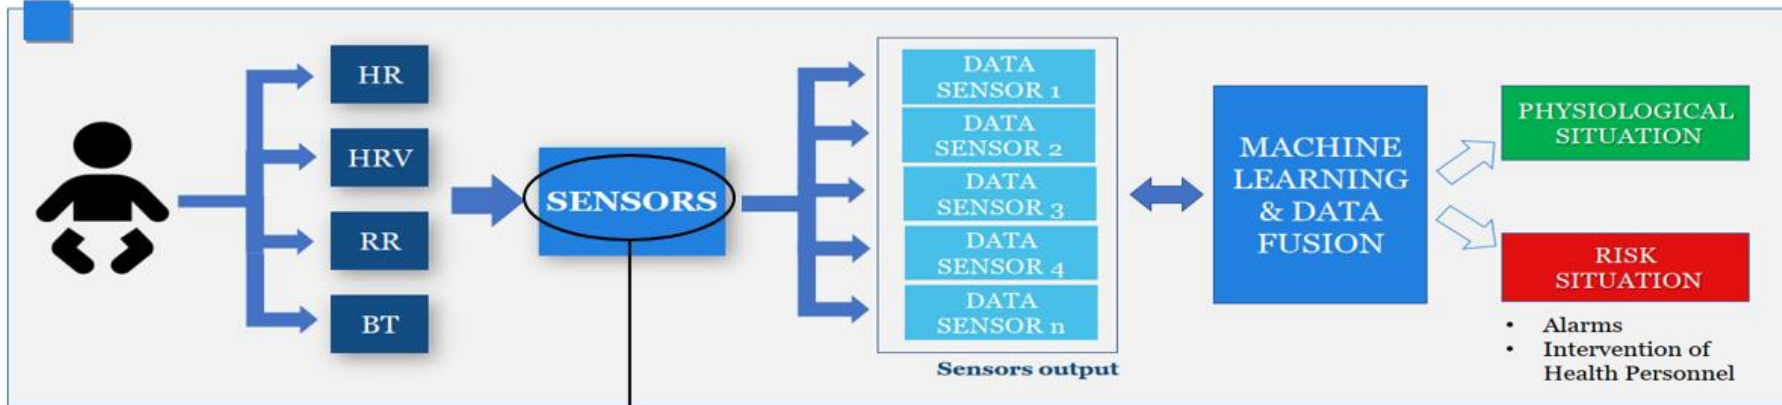 HR
HRV
RR
BT
SENSORS
DATA
SENSOR 1
DATA
SENSOR 2
DATA
SENSOR 3
DATA
SENSOR 4
DATA
SENSOR n
Sensors output
MACHINE
LEARNING
& DATA
FUSION
PHYSIOLOGICAL
SITUATION
RISK
SITUATION
• Alarms
• Intervention of
Health Personnel